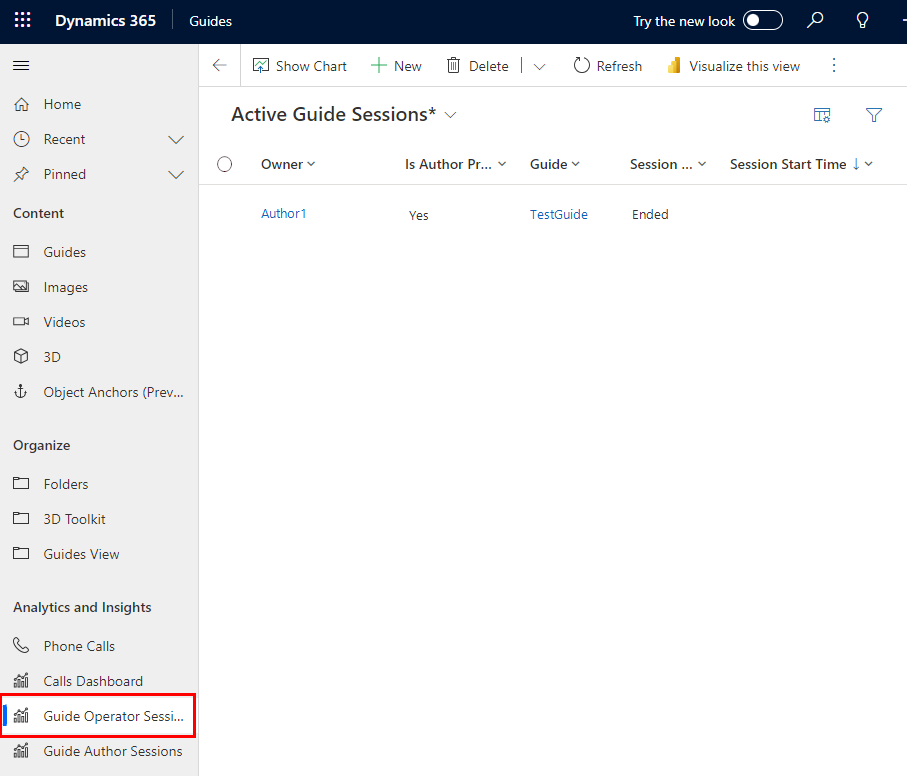 Dynamics 365 Guides Try the new look
Show Chart New Delete Refresh Visualize this view
Home
Recent
Pinned
Content
Guides
Images
Videos
3D
Object Anchors (Prev...
Organize
Folders
3D Toolkit
Guides View
Analytics and Insights
Phone Calls
Calls Dashboard
Guide Operator Sessi...
Guide Author Sessions
Active Guide Sessions*
Owner Is Author Pr... Guide Session ... Session Start Time
Author1 Yes TestGuide Ended